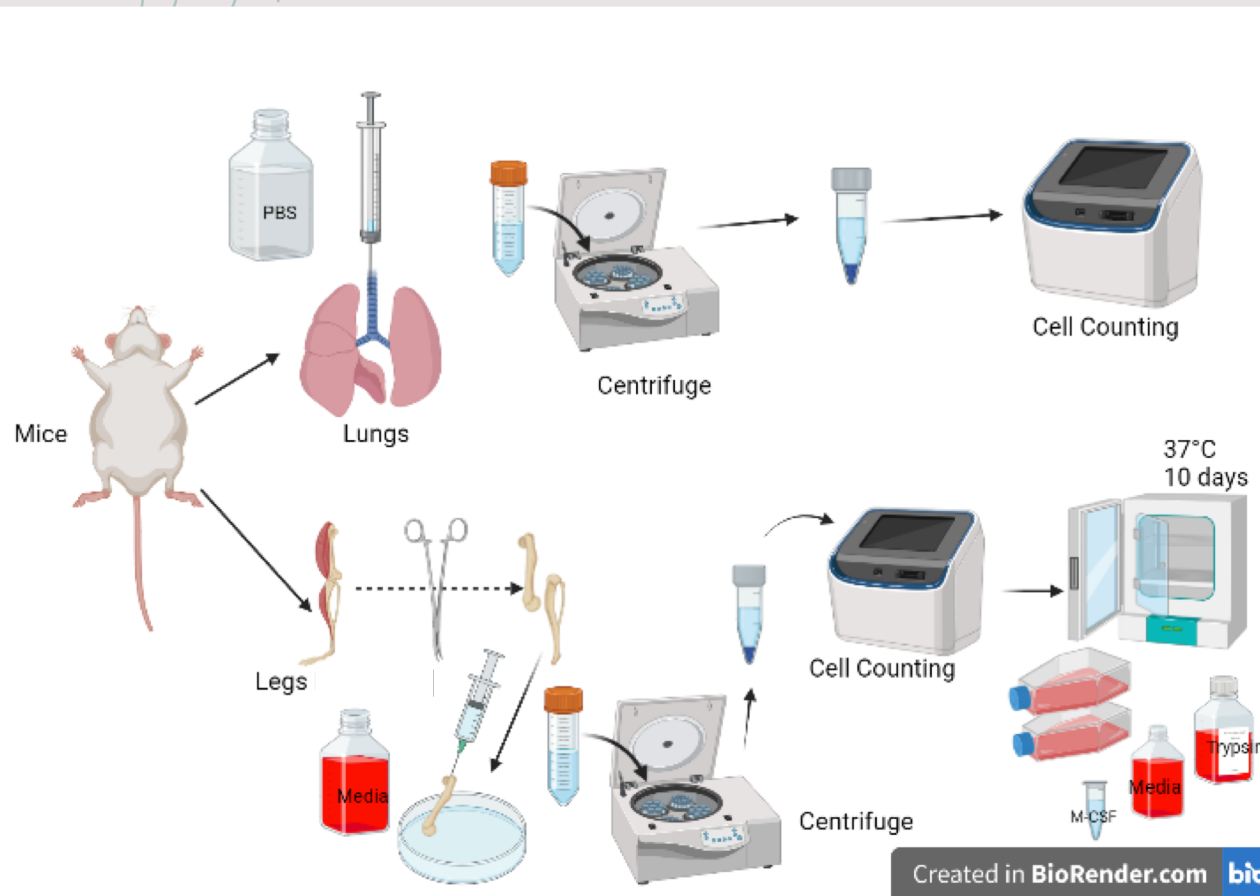 PBS
Cell Counting
Centrifuge
Mice
Lungs
37°C
10 days
Legs
Cell Counting
Media
Trypsin
Media
M-CSF
Centrifuge
Created in BioRender.com